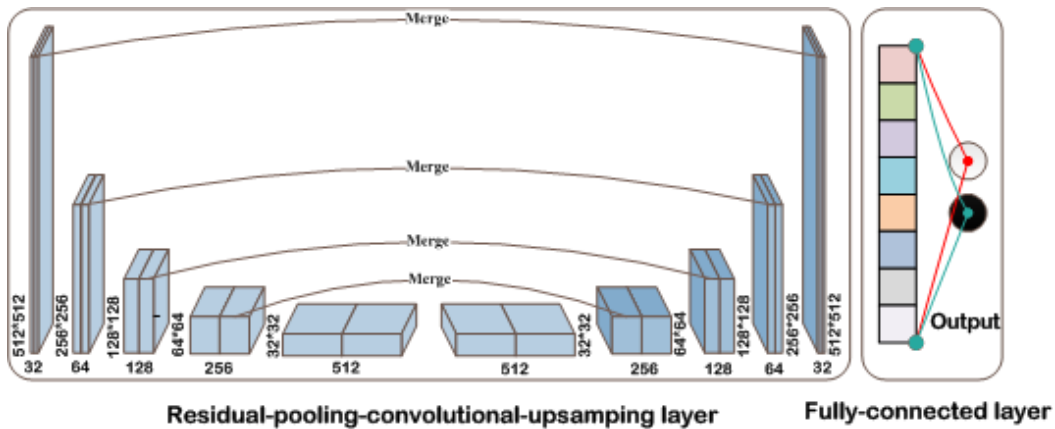 Merge
Merge
Merge
Merge
512*512
256*256
128*128
64*64
32*32
32*32
64*64
128*128
256*256
512*512
32 64 128 256 512 512 256 128 64 32
Output
Residual-pooling-convolutional-upsamping layer
Fully-connected layer